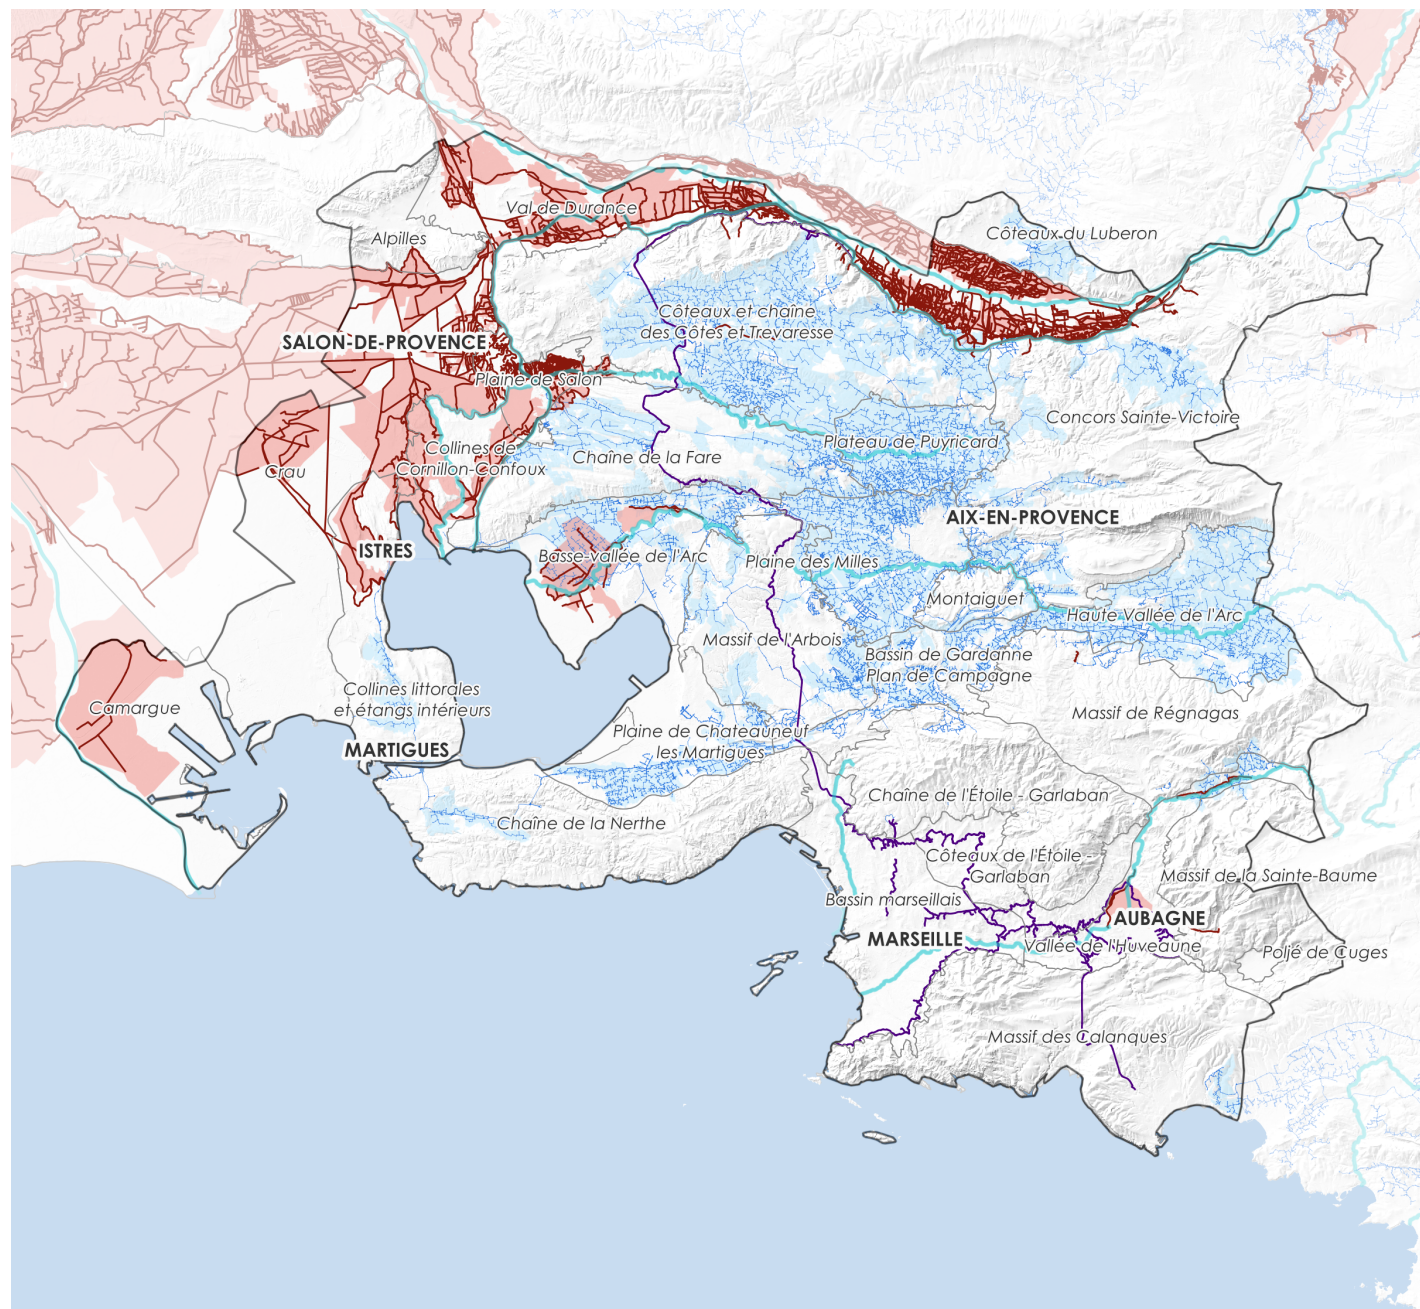 Val de Durance
Alpilles
Côteaux du Luberon
Côteaux et chaine
des Côtes et Trevaresse
SALON-DE-PROVENCE
Plaine de Salon
Concors Sainte-Victoire
Plateau de Puyricard
Collines de
Cornillon-Confoux
Chaîne de la Fare
Crau
AIX-EN-PROVENCE
ISTRES
Basse-vallée de l'Arc
Plaine des Milles
Montaiguet
Haute Vallée de l'Arc
Massif de l'Arbois
Bassin de Gardanne
Plan de Campagne
Collines littorales
et étangs intérieurs
Camargue
Massif de Régnagas
Plaine de Chateauneuf
les Martigues
MARTIGUES
Chaîne de l'Étoile - Garlaban
Chaîne de la Nerthe
Côteaux de l'Étoile -
Garlaban
Massif de la Sainte-Baume
Bassin marseillais
AUBAGNE
MARSEILLE
Vallée de l'Huveaune
Poljé de Cuges
Massif des Calanques